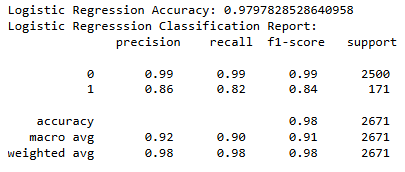 Logistic Regression Accuracy: 0.9797828528640958
Logistic Regresssion Classification Report:
precision recall f1-score support
0 0.99 0.99 0.99 2500
1 0.86 0.82 0.84 171
accuracy 0.98 2671
macro avg 0.92 0.90 0.91 2671
weighted avg 0.98 0.98 0.98 2671